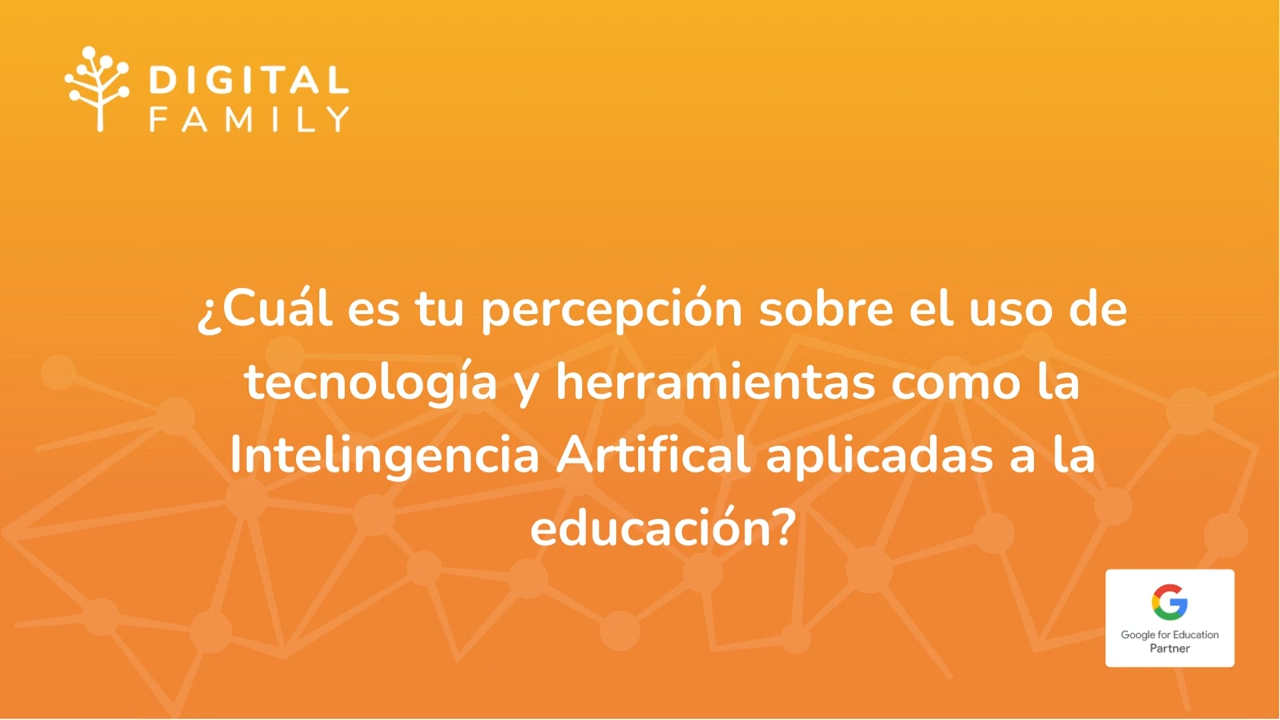 DIGITAL
FAMILY
¿Cuál es tu percepción sobre el uso de
tecnología y herramientas como la
Intelingencia Artifical aplicadas a la
educación?
Google for Education
Partner